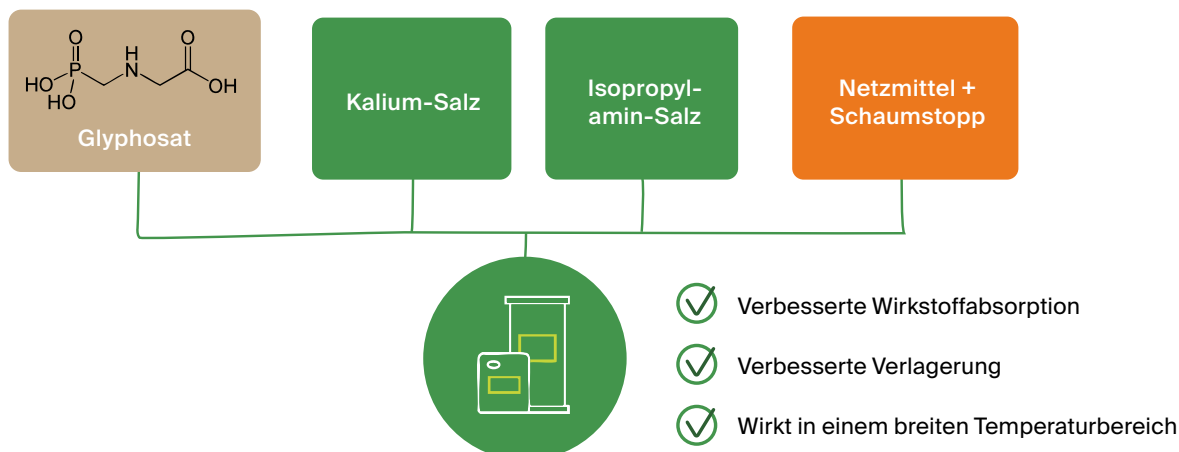 O
HO
P
HO
H
N
O
OH
Glyphosat
Kalium-Salz
Isopropyl-
amin-Salz
Netzmittel +
Schaumstopp
Verbesserte Wirkstoffabsorption
Verbesserte Verlagerung
Wirkt in einem breiten Temperaturbereich